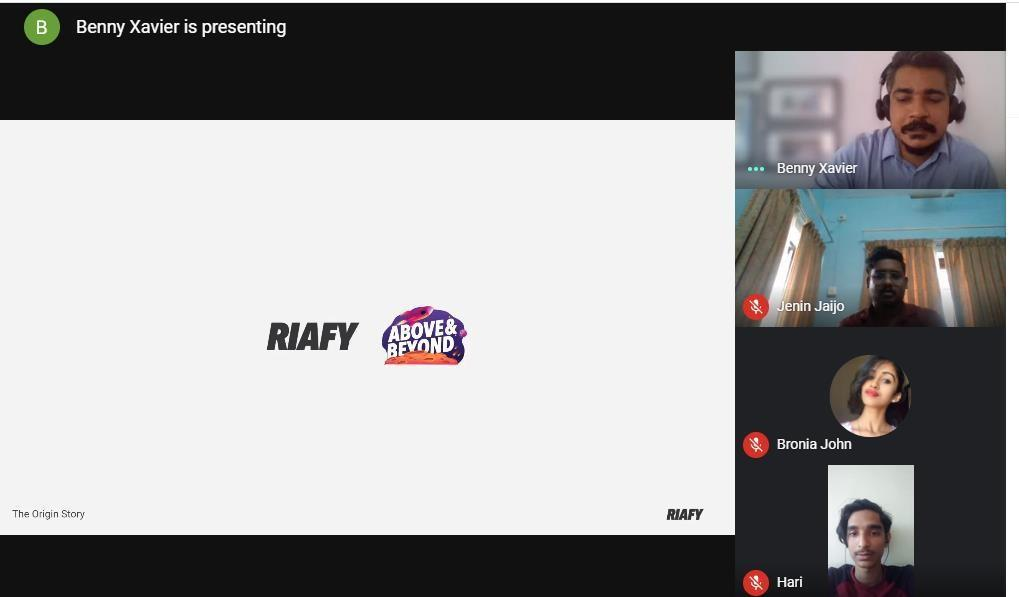 B
Benny Xavier is presenting
Benny Xavier
Jenin Jaijo
RIAFY
ABOVE &
BEYOND
Bronia John
The Origin Story
RIAFY
Hari